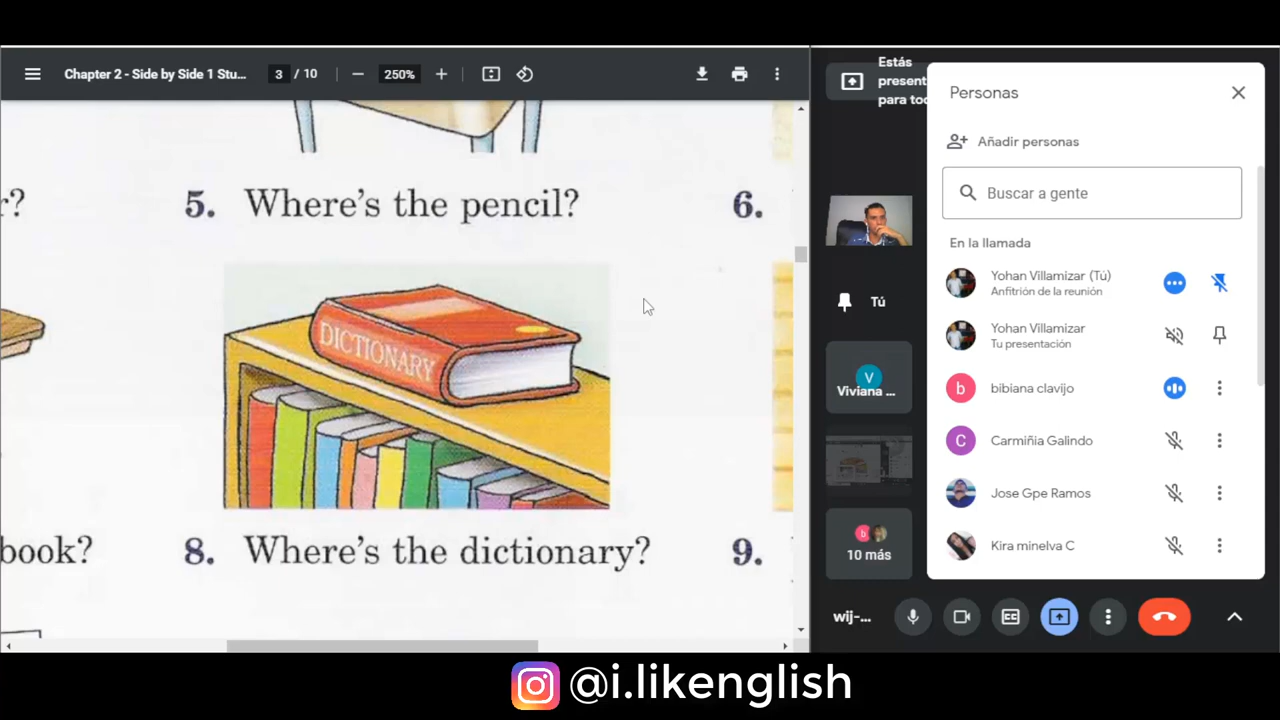 Chapter 2 - Side by Side 1 Stu...
3 / 10
250%
r?
5. Where's the pencil?
6.
DICTIONARY
book?
8. Where's the dictionary?
9.
Estás
present
para too
Tú
V
Viviana ...
b
10 más
Personas
Añadir personas
Buscar a gente
En la llamada
Yohan Villamizar (Tú)
Anfitrión de la reunión
Yohan Villamizar
Tu presentación
b bibiana clavijo
C Carmiñia Galindo
Jose Gpe Ramos
Kira minelva C
wij-...
CC
@i.likenglish